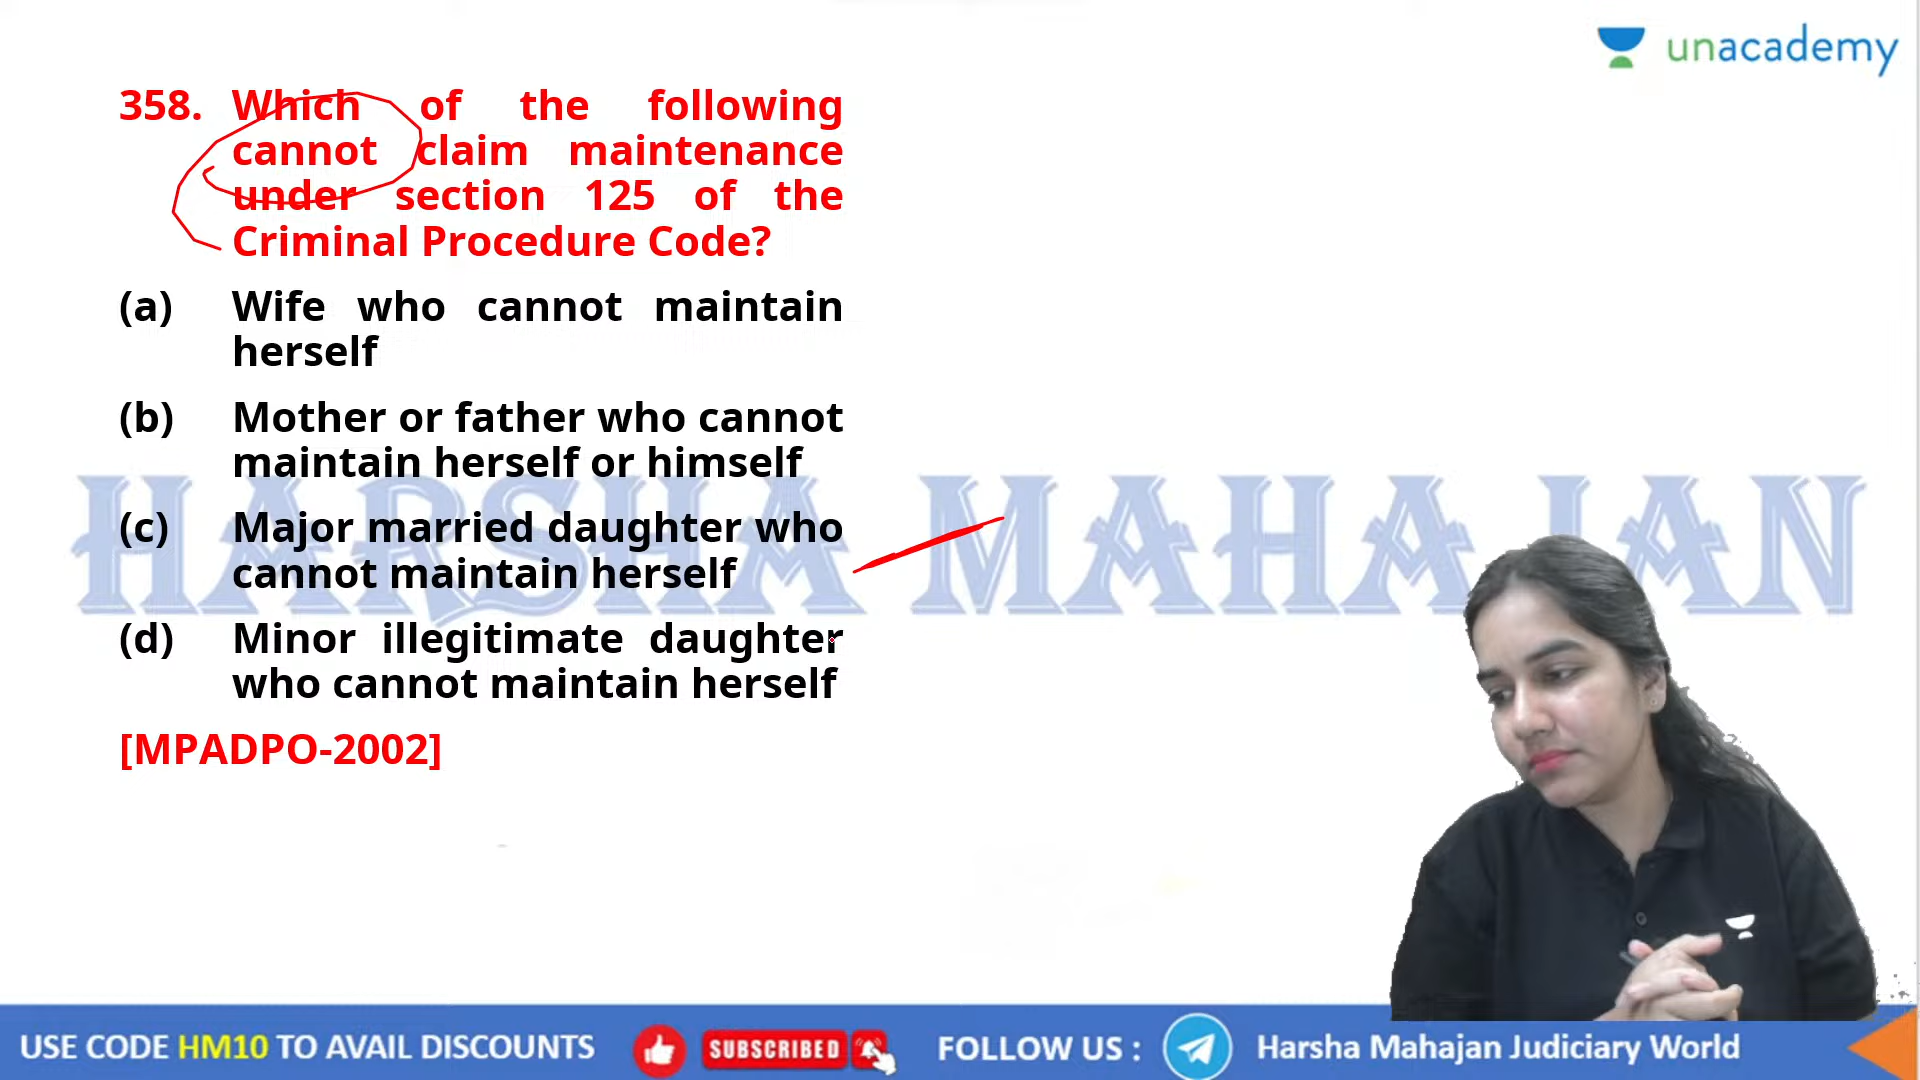 unacademy
358. Which of the following
cannot claim maintenance
under section 125 of the
Criminal Procedure Code?
(a) Wife who cannot maintain
herself
(b) Mother or father who cannot
maintain herself or himself
(c) Major married daughter who
cannot maintain herself
(d) Minor illegitimate daughter
who cannot maintain herself
[MPADPO-2002]
HARSHA MAHAJAN
USE CODE HM10 TO AVAIL DISCOUNTS
SUBSCRIBED
FOLLOW US :
Harsha Mahajan Judiciary World